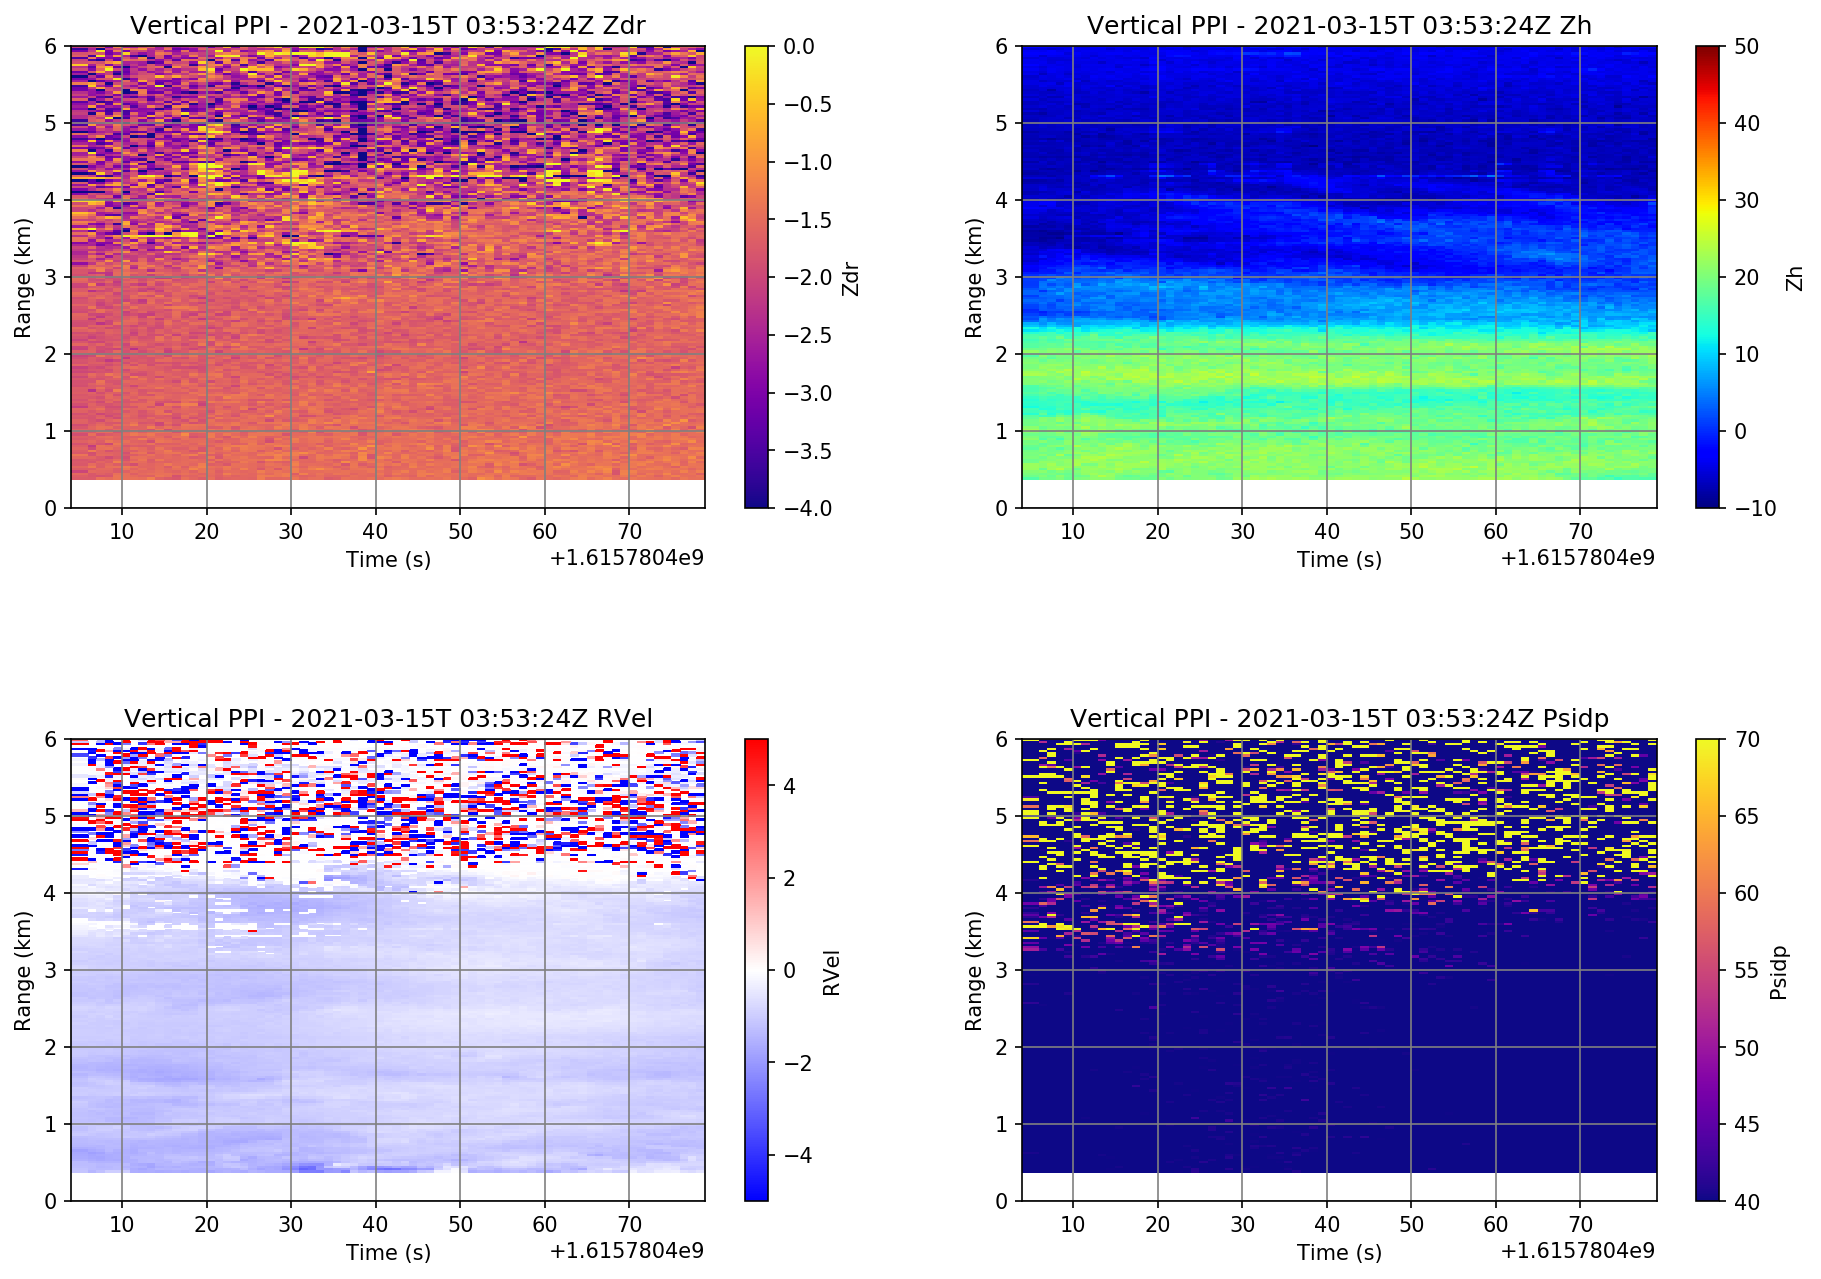 Vertical PPI - 2021-03-15T 03:53:24Z Zdr
6
5
4
3
2
1
0
Range (km)
10 20 30 40 50 60 70
Time (s)
+1.6157804e9
0.0
−0.5
−1.0
−1.5
−2.0
−2.5
−3.0
−3.5
−4.0
Zdr
Vertical PPI - 2021-03-15T 03:53:24Z Zh
6
5
4
3
2
1
0
Range (km)
10 20 30 40 50 60 70
Time (s)
+1.6157804e9
50
40
30
20
10
0
−10
Zh
Vertical PPI - 2021-03-15T 03:53:24Z RVel
6
5
4
3
2
1
0
Range (km)
10 20 30 40 50 60 70
Time (s)
+1.6157804e9
4
2
0
−2
−4
RVel
Vertical PPI - 2021-03-15T 03:53:24Z Psidp
6
5
4
3
2
1
0
Range (km)
10 20 30 40 50 60 70
Time (s)
+1.6157804e9
70
65
60
55
50
45
40
Psidp